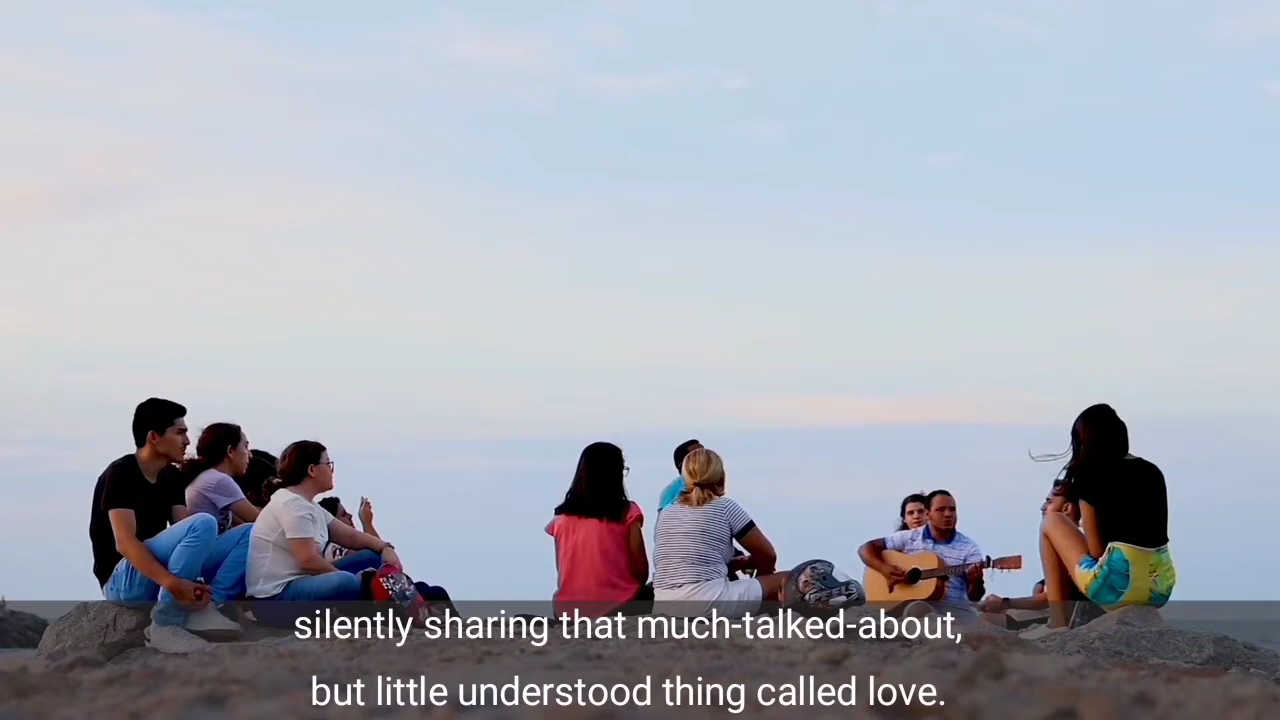 silently sharing that much-talked-about,
but little understood thing called love.